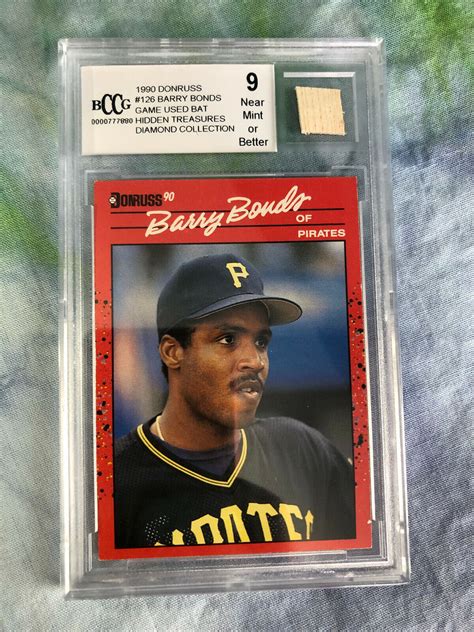 BCCG
0000777890
1990 DONRUSS
#126 BARRY BONDS
GAME USED BAT
HIDDEN TREASURES
DIAMOND COLLECTION
9
Near
Mint
or
Better
DONRUSS 90
Barry Bonds OF
PIRATES
P